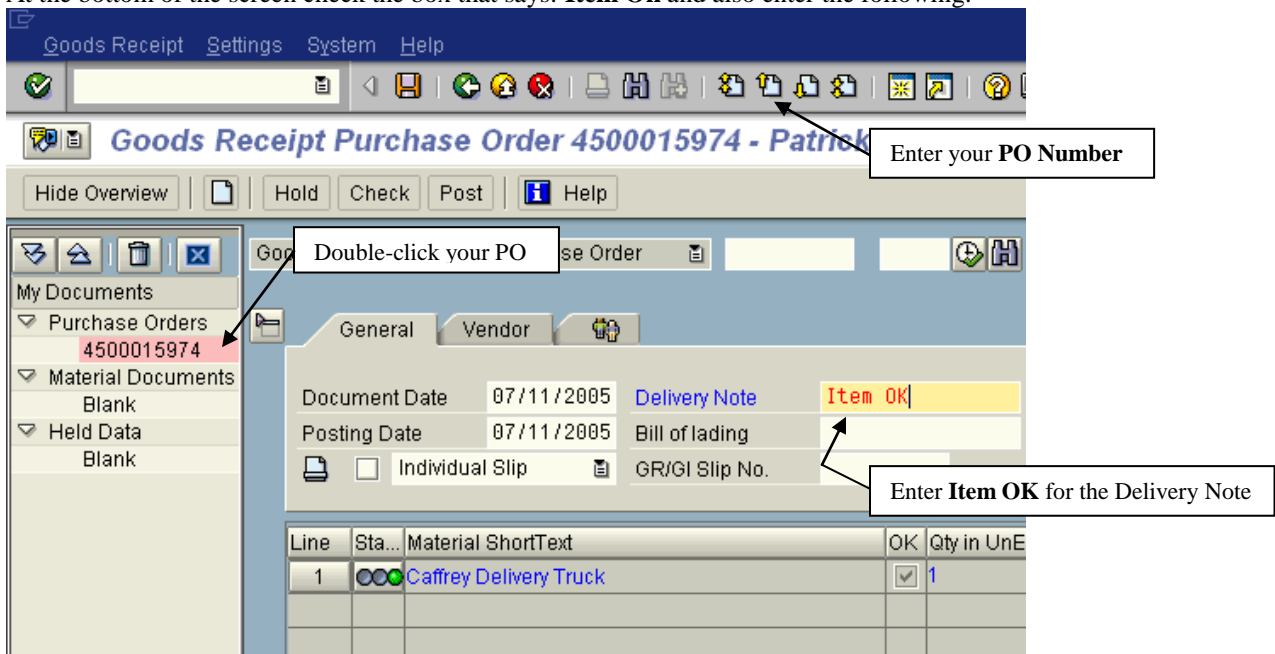 At the bottom of the screen check the box that says: Item Ok and also enter the following:
Goods Receipt Settings System Help
Goods Receipt Purchase Order 4500015974 - Patrick
Enter your PO Number
Hide Overview Hold Check Post Help
Double-click your PO
se Order
My Documents
Purchase Orders
4500015974
Material Documents
Blank
Held Data
Blank
General Vendor
Document Date 07/11/2005 Delivery Note Item OK
Posting Date 07/11/2005 Bill of lading
Individual Slip GR/GI Slip No.
Enter Item OK for the Delivery Note
Line Sta... Material ShortText OK Qty in UnE
1 Caffrey Delivery Truck 1